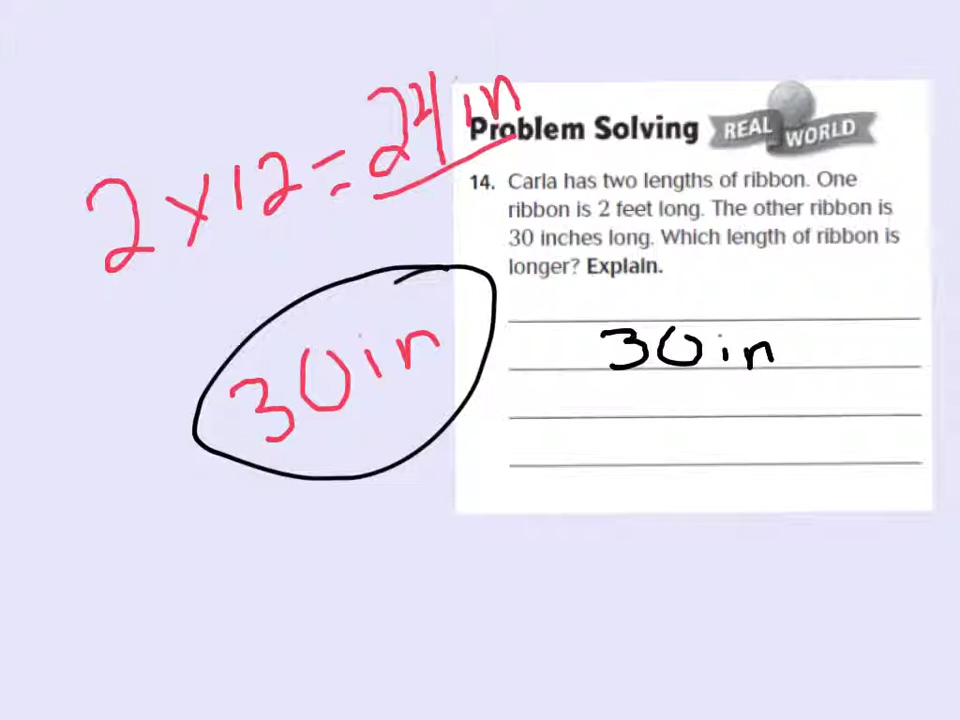 2 x 12 = 24 in
30 in
Problem Solving REAL WORLD
14. Carla has two lengths of ribbon. One
ribbon is 2 feet long. The other ribbon is
30 inches long. Which length of ribbon is
longer? Explain.
30 in